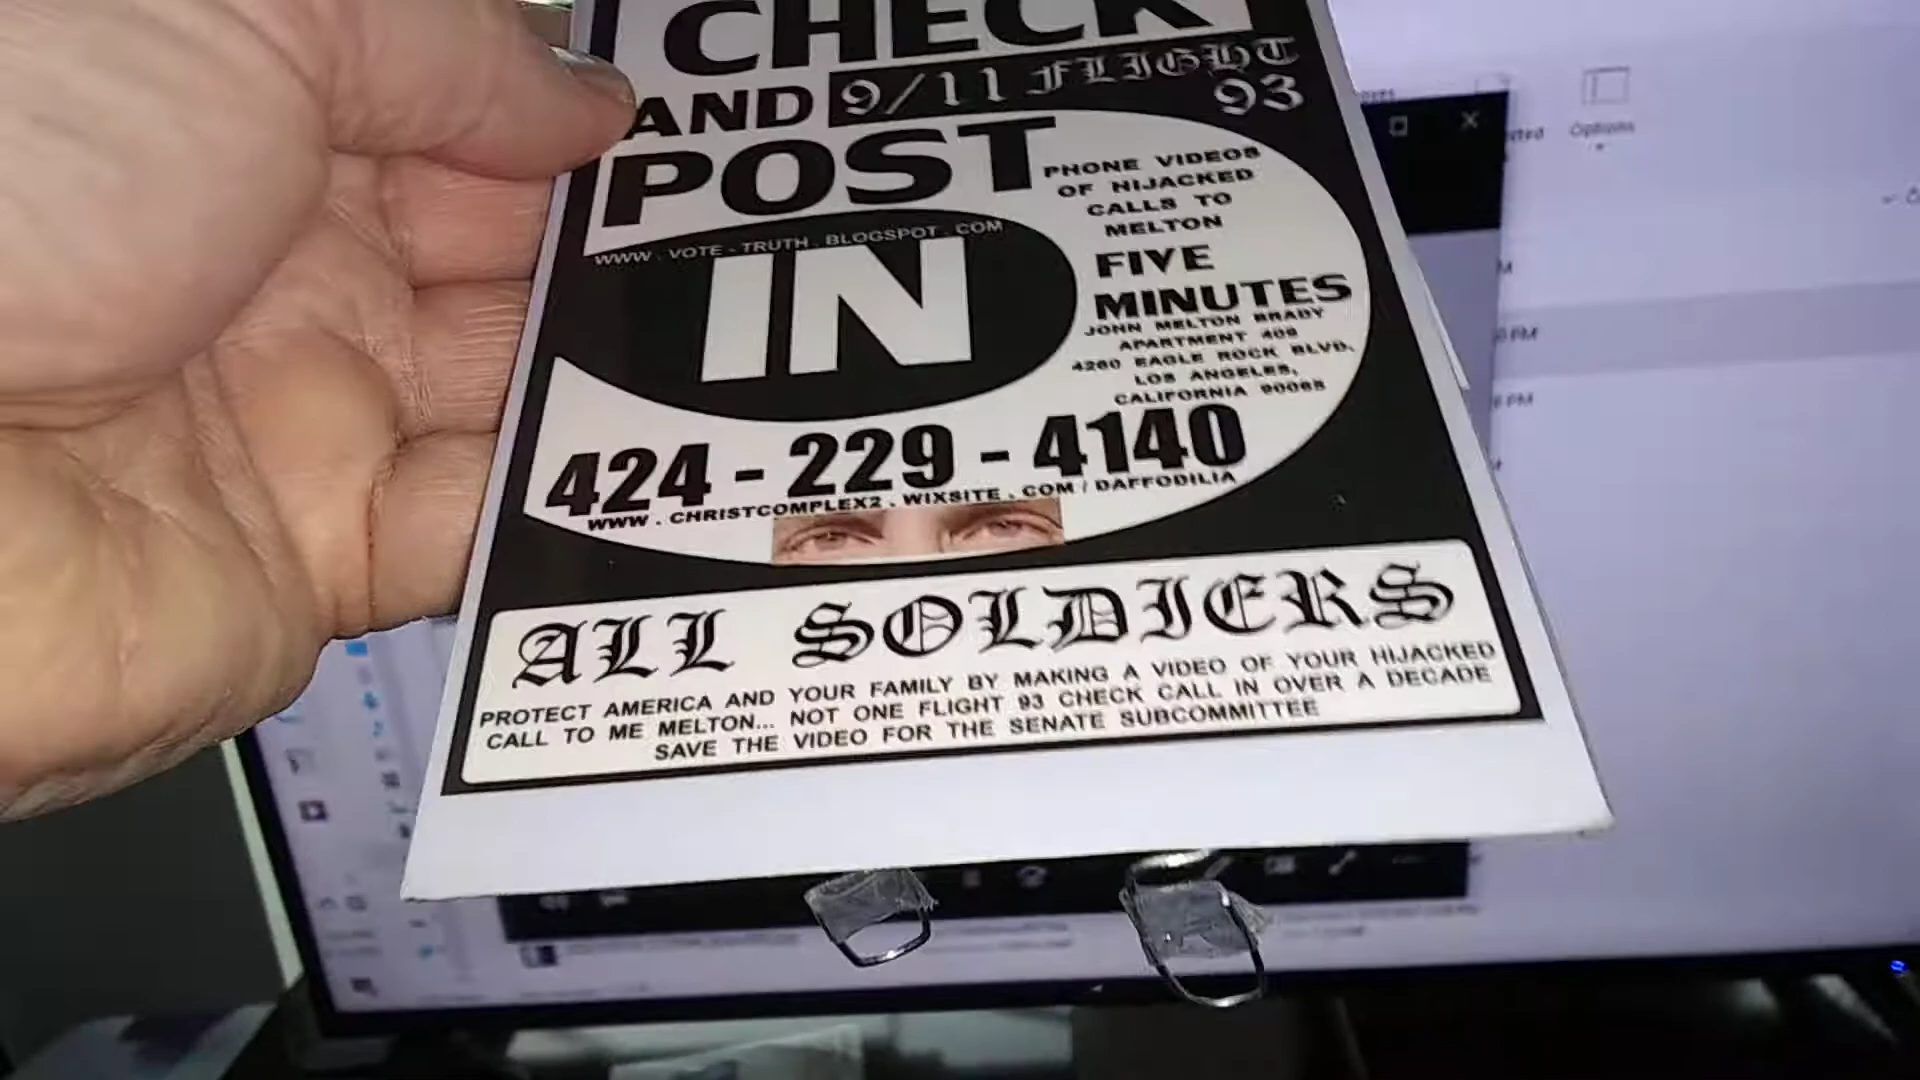 CHECK
AND 9/11 FLIGHT
93
POST
PHONE VIDEOS
OF HIJACKED
CALLS TO
MELTON
WWW . VOTE - TRUTH . BLOGSPOT . COM
IN
FIVE
MINUTES
JOHN MELTON BRADY
APARTMENT 409
4260 EAGLE ROCK BLVD.
LOS ANGELES,
CALIFORNIA 90065
424 - 229 - 4140
WWW . CHRISTCOMPLEX2 . WIXSITE . COM / DAFFODILIA
ALL SOLDIERS
PROTECT AMERICA AND YOUR FAMILY BY MAKING A VIDEO OF YOUR HIJACKED
CALL TO ME MELTON... NOT ONE FLIGHT 93 CHECK CALL IN OVER A DECADE
SAVE THE VIDEO FOR THE SENATE SUBCOMMITTEE
Options
PM
PM